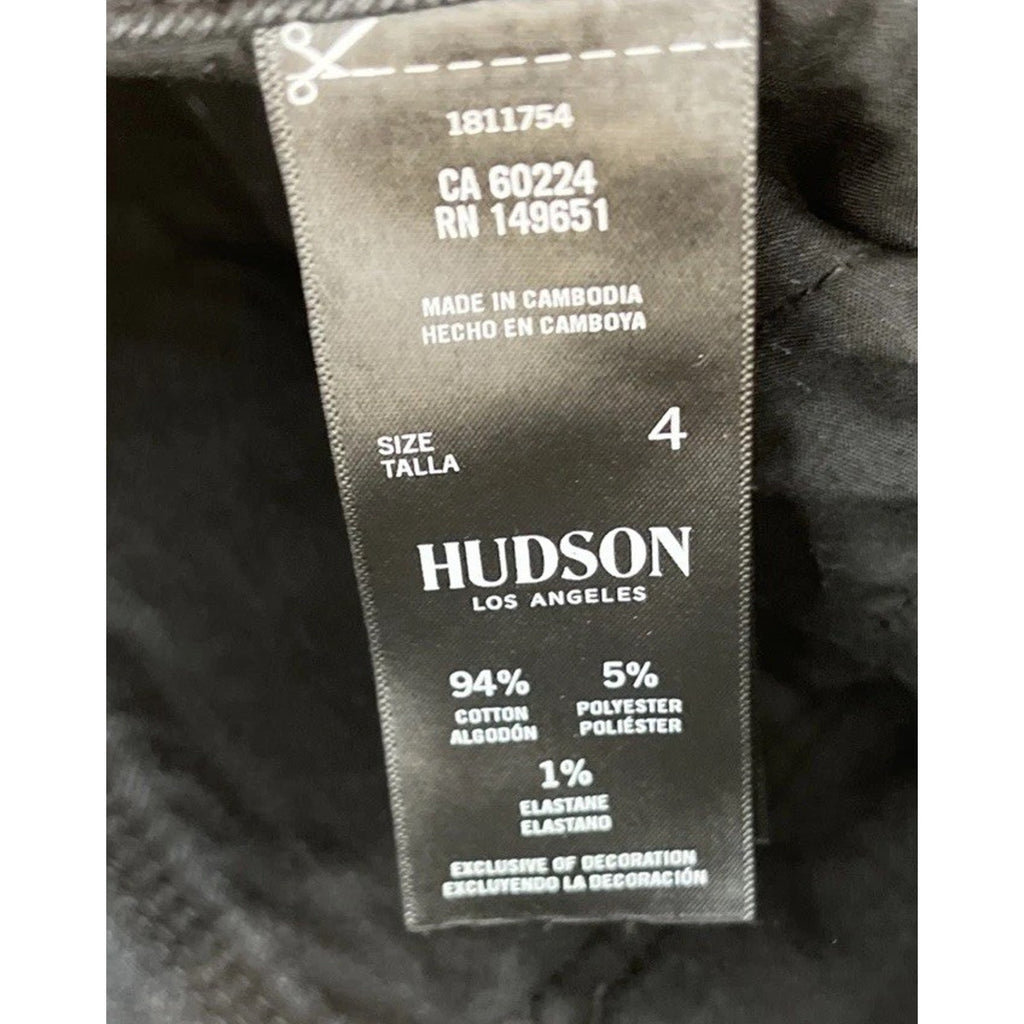 1811754
CA 60224
RN 149651
MADE IN CAMBODIA
HECHO EN CAMBOYA
SIZE
TALLA
4
HUDSON
LOS ANGELES
94%
COTTON
ALGODÓN
5%
POLYESTER
POLIÉSTER
1%
ELASTANE
ELASTANO
EXCLUSIVE OF DECORATION
EXCLUYENDO LA DECORACIÓN